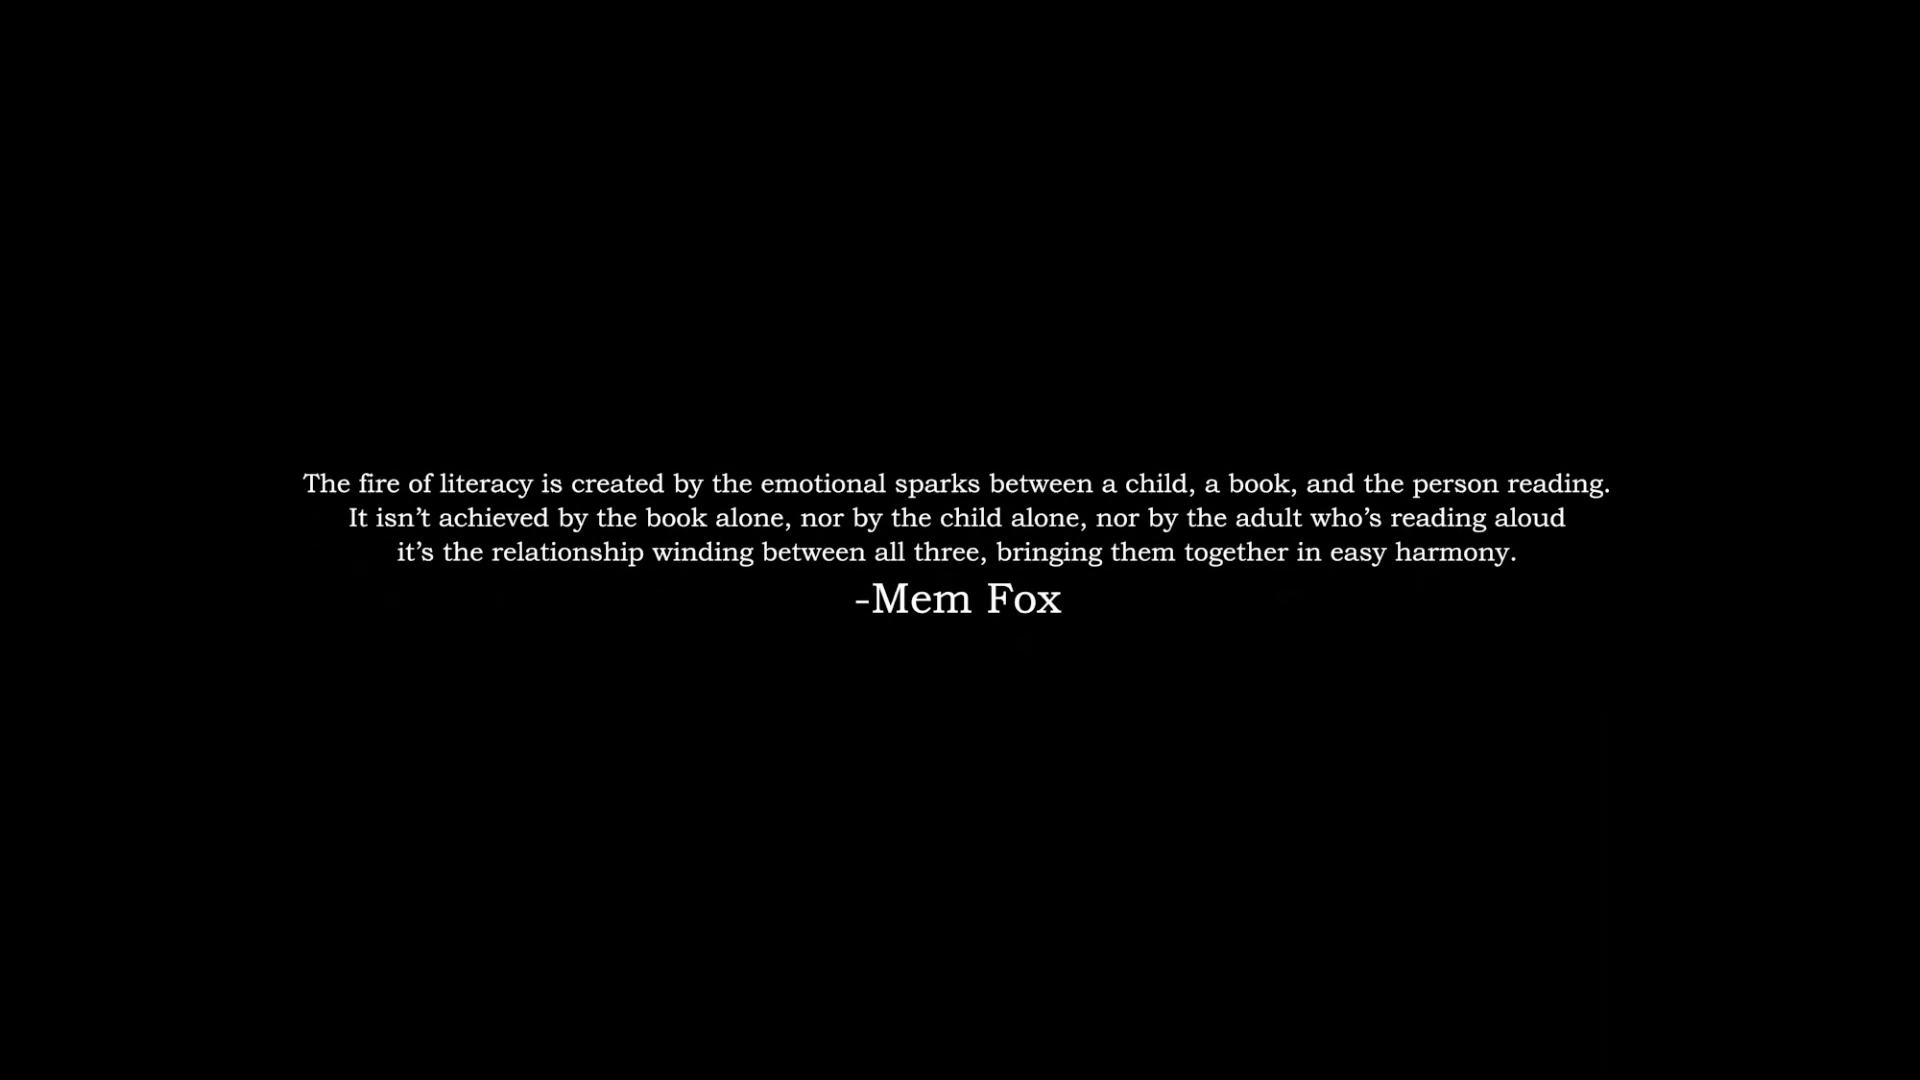 The fire of literacy is created by the emotional sparks between a child, a book, and the person reading.
It isn’t achieved by the book alone, nor by the child alone, nor by the adult who’s reading aloud
it’s the relationship winding between all three, bringing them together in easy harmony.
-Mem Fox